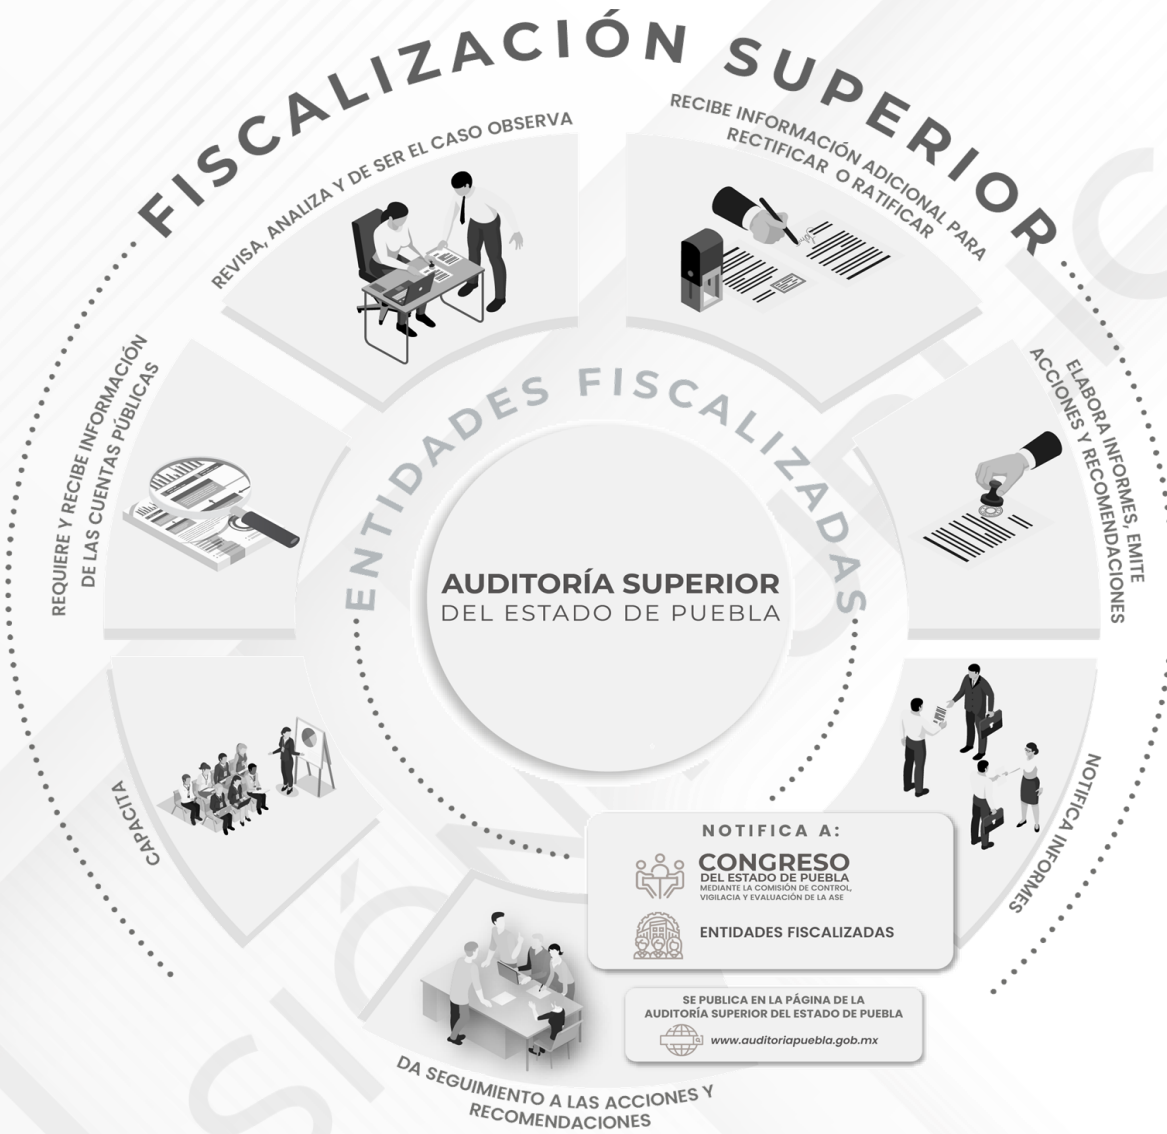 FISCALIZACIÓN SUPERIOR
REVISA, ANALIZA Y DE SER EL CASO OBSERVA
RECIBE INFORMACIÓN ADICIONAL PARA
RECTIFICAR O RATIFICAR
REQUIERE Y RECIBE INFORMACIÓN
DE LAS CUENTAS PÚBLICAS
ELABORA INFORMES, EMITE
ACCIONES Y RECOMENDACIONES
ENTIDADES FISCALIZADAS
AUDITORÍA SUPERIOR
DEL ESTADO DE PUEBLA
CAPACITA
NOTIFICA INFORMES
NOTIFICA A:
CONGRESO
DEL ESTADO DE PUEBLA
MEDIANTE LA COMISIÓN DE CONTROL,
VIGILACIA Y EVALUACIÓN DE LA ASE
ENTIDADES FISCALIZADAS
SE PUBLICA EN LA PÁGINA DE LA
AUDITORÍA SUPERIOR DEL ESTADO DE PUEBLA
www.auditoriapuebla.gob.mx
DA SEGUIMIENTO A LAS ACCIONES Y
RECOMENDACIONES